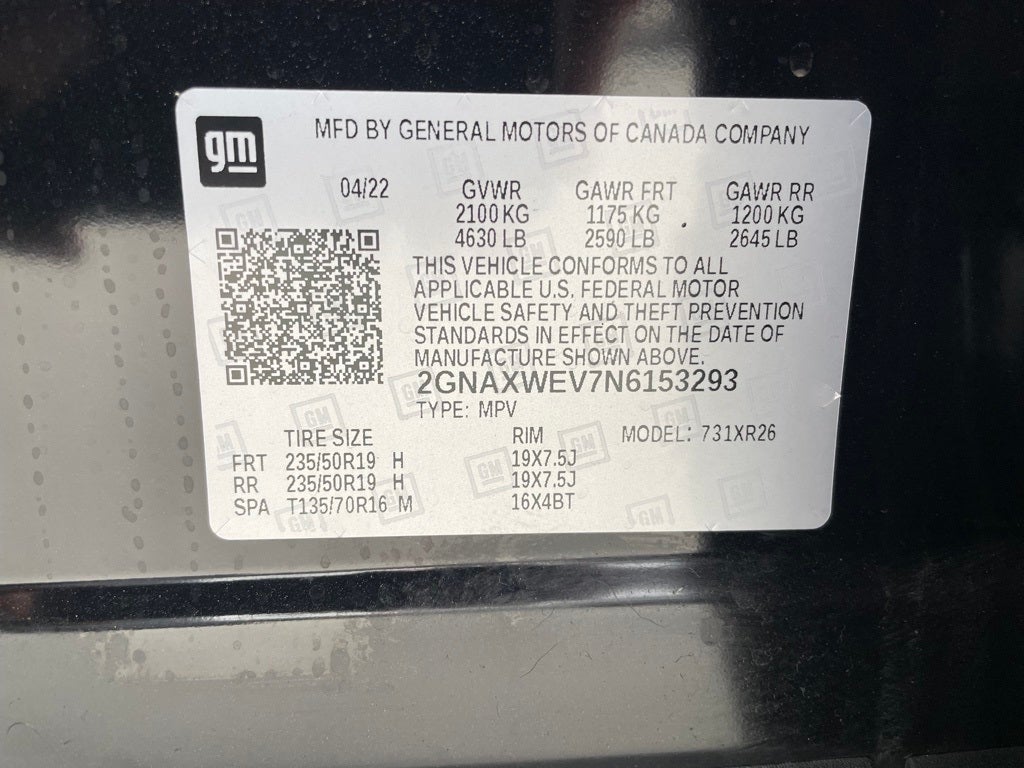 gm
MFD BY GENERAL MOTORS OF CANADA COMPANY
04/22 GVWR GAWR FRT GAWR RR
2100 KG 1175 KG 1200 KG
4630 LB 2590 LB 2645 LB
THIS VEHICLE CONFORMS TO ALL
APPLICABLE U.S. FEDERAL MOTOR
VEHICLE SAFETY AND THEFT PREVENTION
STANDARDS IN EFFECT ON THE DATE OF
MANUFACTURE SHOWN ABOVE.
2GNAXWEV7N6153293
TYPE: MPV
TIRE SIZE RIM MODEL: 731XR26
FRT 235/50R19 H 19X7.5J
RR 235/50R19 H 19X7.5J
SPA T135/70R16 M 16X4BT